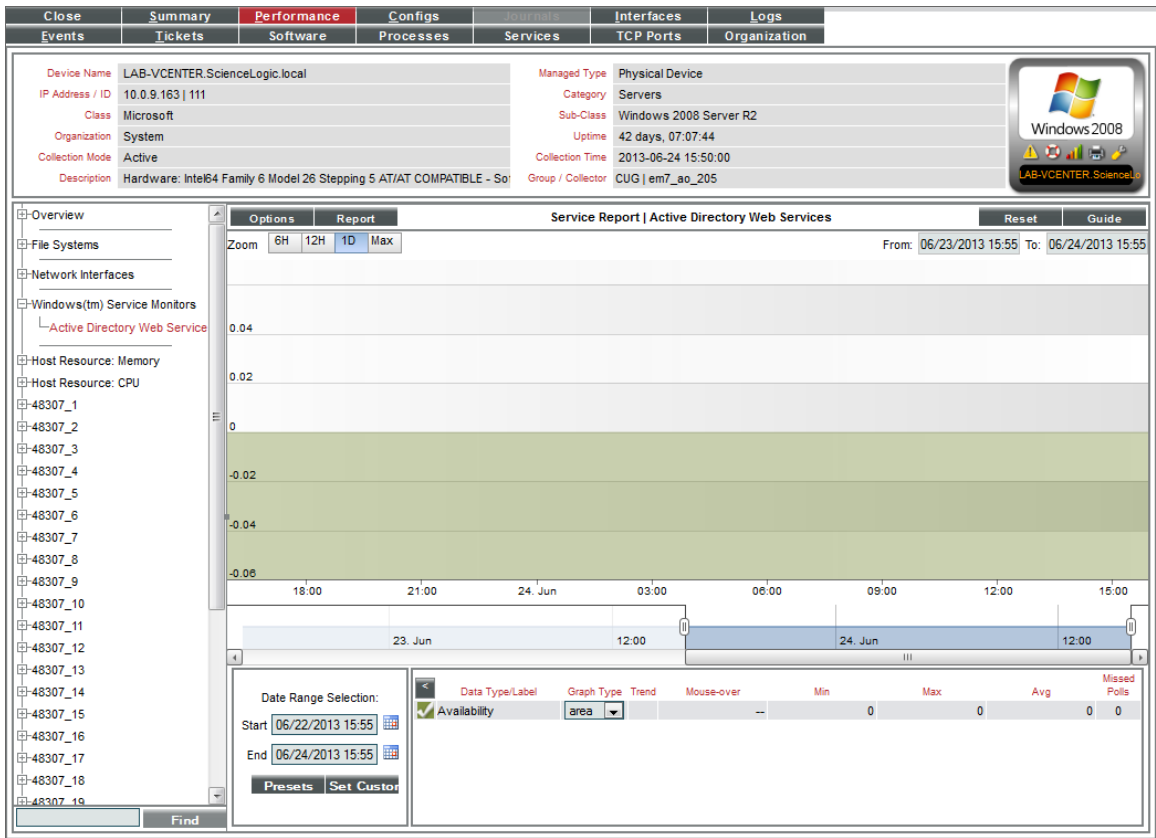 Close Summary Performance Configs Journals Interfaces Logs
Events Tickets Software Processes Services TCP Ports Organization
Device Name LAB-VCENTER.ScienceLogic.local Managed Type Physical Device
IP Address / ID 10.0.9.163 | 111 Category Servers
Class Microsoft Sub-Class Windows 2008 Server R2
Organization System Uptime 42 days, 07:07:44
Collection Mode Active Collection Time 2013-06-24 15:50:00
Description Hardware: Intel64 Family 6 Model 26 Stepping 5 AT/AT COMPATIBLE - So Group / Collector CUG | em7_ao_205
Windows 2008
LAB-VCENTER.ScienceLo
Overview
File Systems
Network Interfaces
Windows(tm) Service Monitors
Active Directory Web Service
Host Resource: Memory
Host Resource: CPU
48307_1
48307_2
48307_3
48307_4
48307_5
48307_6
48307_7
48307_8
48307_9
48307_10
48307_11
48307_12
48307_13
48307_14
48307_15
48307_16
48307_17
48307_18
48307_19
Find
Options Report Service Report | Active Directory Web Services Reset Guide
Zoom 6H 12H 1D Max From: 06/23/2013 15:55 To: 06/24/2013 15:55
0.04
0.02
0
-0.02
-0.04
-0.06
18:00 21:00 24. Jun 03:00 06:00 09:00 12:00 15:00
23. Jun 12:00 24. Jun 12:00
Date Range Selection:
Start 06/22/2013 15:55
End 06/24/2013 15:55
Presets Set Custor
< Data Type/Label Graph Type Trend Mouse-over Min Max Avg Missed Polls
Availability area -- 0 0 0 0